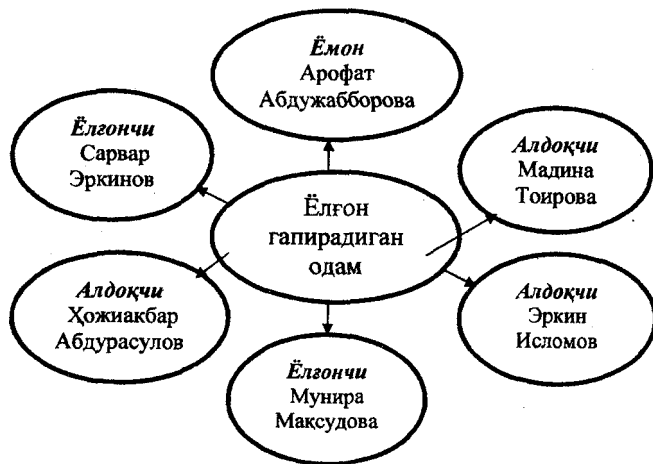 Ёмон
Арофат
Абдужабборова
Ёлғончи
Сарвар
Эркинов
Алдоқчи
Мадина
Тоирова
Ёлғон
гапирадиган
одам
Алдоқчи
Ҳожиакбар
Абдурасулов
Алдоқчи
Эркин
Исломов
Ёлғончи
Мунира
Мақсудова